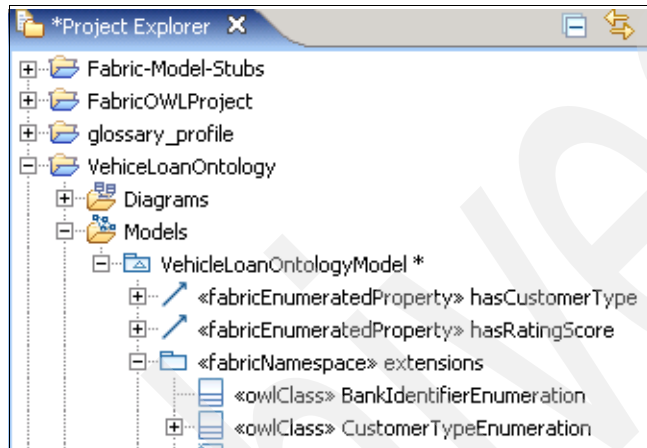 *Project Explorer
Fabric-Model-Stubs
FabricOWLProject
glossary_profile
VehiceLoanOntology
Diagrams
Models
VehicleLoanOntologyModel *
«fabricEnumeratedProperty» hasCustomerType
«fabricEnumeratedProperty» hasRatingScore
«fabricNamespace» extensions
«owlClass» BankIdentifierEnumeration
«owlClass» CustomerTypeEnumeration